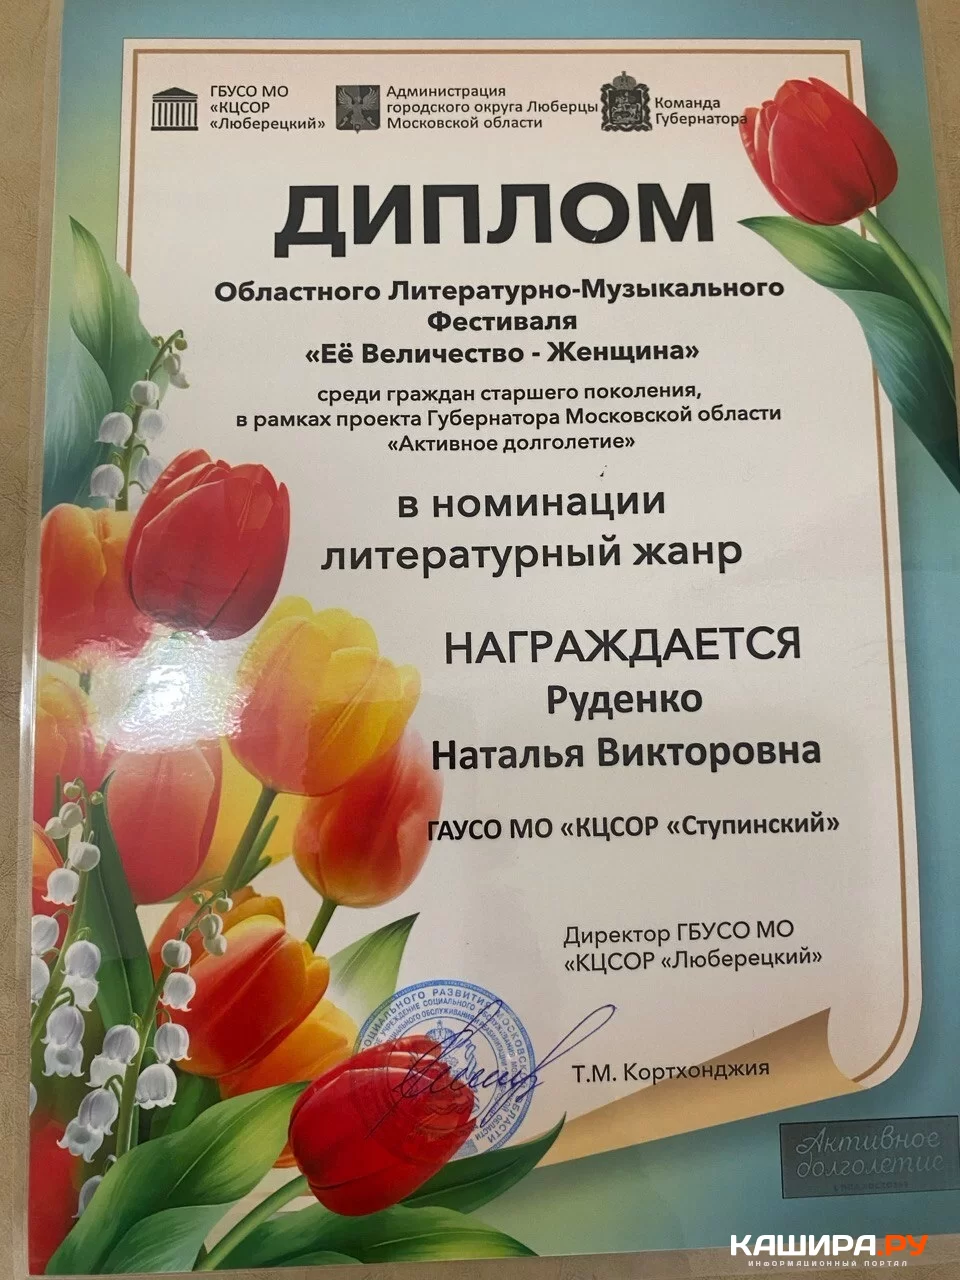 ГБУСО МО
«КЦСОР
«Люберецкий»
Администрация
городского округа Люберцы
Московской области
Команда
Губернатора
ДИПЛОМ
Областного Литературно-Музыкального
Фестиваля
«Её Величество - Женщина»
среди граждан старшего поколения,
в рамках проекта Губернатора Московской области
«Активное долголетие»
в номинации
литературный жанр
НАГРАЖДАЕТСЯ
Руденко
Наталья Викторовна
ГАУСО МО «КЦСОР «Ступинский»
Директор ГБУСО МО
«КЦСОР «Люберецкий»
Т.М. Кортхонджия
Активное
долголетие
КАШИРА.РУ
ИНФОРМАЦИОННЫЙ ПОРТАЛ